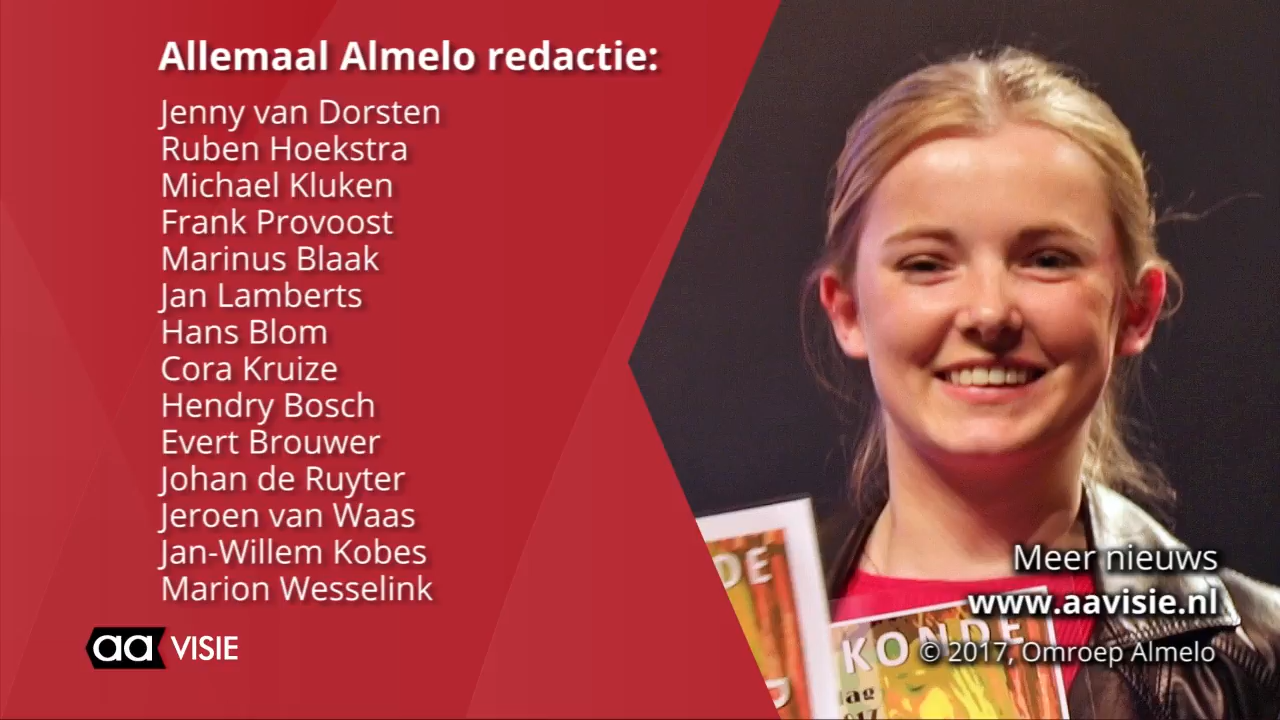 Allemaal Almelo redactie:
Jenny van Dorsten
Ruben Hoekstra
Michael Kluken
Frank Provoost
Marinus Blaak
Jan Lamberts
Hans Blom
Cora Kruize
Hendry Bosch
Evert Brouwer
Johan de Ruyter
Jeroen van Waas
Jan-Willem Kobes
Marion Wesselink
aa VISIE
DE
KONDE
Meer nieuws
www.aavisie.nl
© 2017, Omroep Almelo